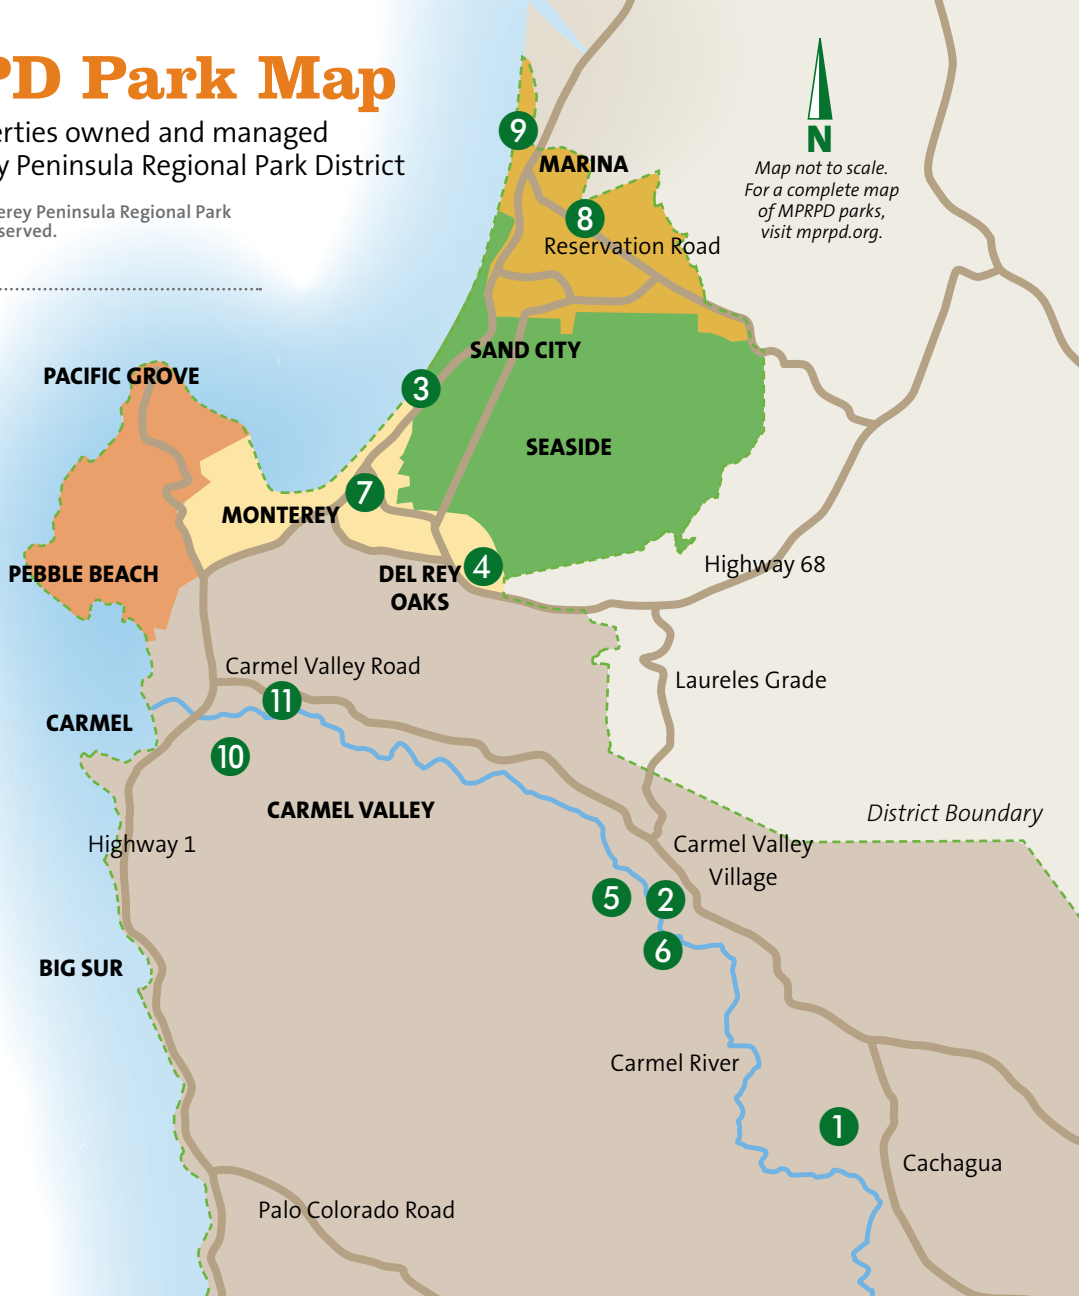 PD Park Map
erties owned and managed
y Peninsula Regional Park District
erey Peninsula Regional Park
served.
N
Map not to scale.
For a complete map
of MPRPD parks,
visit mprpd.org.
9
MARINA
8
Reservation Road
SAND CITY
PACIFIC GROVE
3
SEASIDE
7
MONTEREY
PEBBLE BEACH
DEL REY
OAKS
4
Highway 68
Carmel Valley Road
Laureles Grade
11
CARMEL
10
CARMEL VALLEY
District Boundary
Highway 1
Carmel Valley
Village
5
2
6
BIG SUR
Carmel River
1
Cachagua
Palo Colorado Road